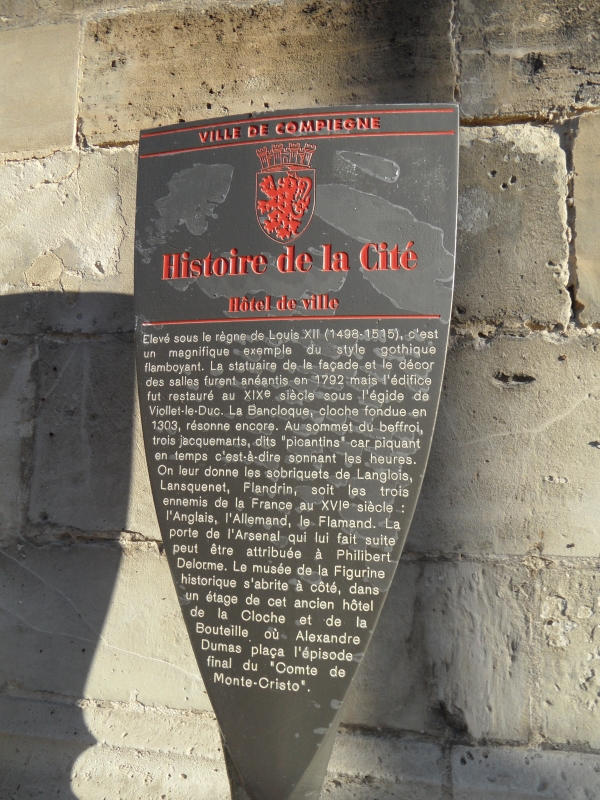 VILLE DE COMPIEGNE
Histoire de la Cité
Hôtel de ville
Elevé sous le règne de Louis XII (1498-1515), c'est
un magnifique exemple du style gothique
flamboyant. La statuaire de la façade et le décor
des salles furent anéantis en 1792 mais l'édifice
fut restauré au XIXe siècle sous l'égide de
Viollet-le-Duc. La Bancloque, cloche fondue en
1303, résonne encore. Au sommet du beffroi,
trois jacquemarts, dits "picantins" car piquant
en temps c'est-à-dire sonnant les heures.
On leur donne les sobriquets de Langlois,
Lansquenet, Flandrin, soit les trois
ennemis de la France au XVIe siècle :
l'Anglais, l'Allemand, le Flamand. La
porte de l'Arsenal qui lui fait suite
peut être attribuée à Philibert
Delorme. Le musée de la Figurine
historique s'abrite à côté, dans
un étage de cet ancien hôtel
de la Cloche et de la
Bouteille où Alexandre
Dumas plaça l'épisode
final du "Comte de
Monte-Cristo".